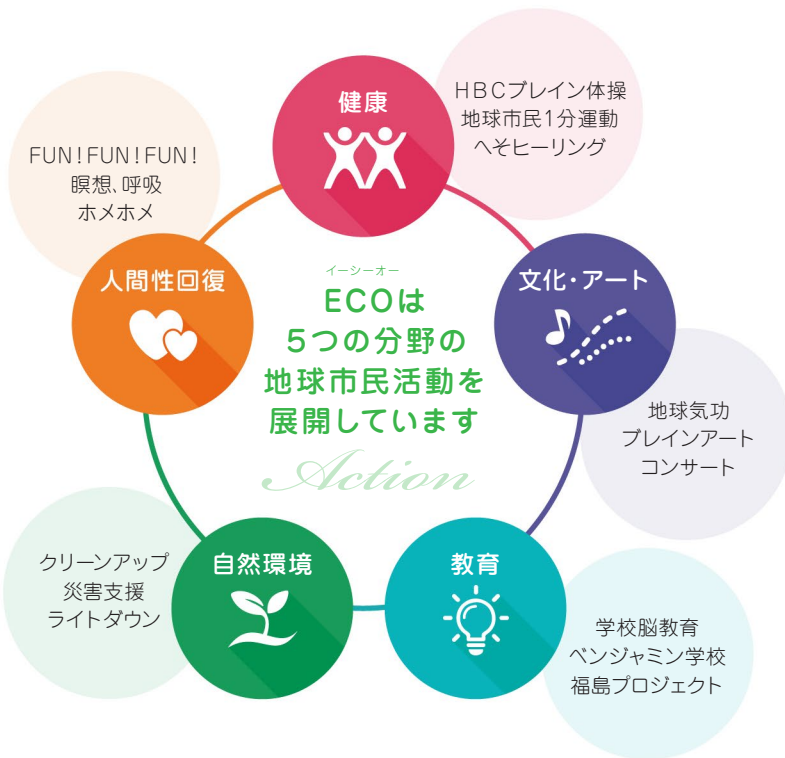 健康
HBCブレイン体操
地球市民1分運動
へそヒーリング
FUN!FUN!FUN!
瞑想、呼吸
ホメホメ
人間性回復
文化・アート
イーシーオー
ECOは
5つの分野の
地球市民活動を
展開しています
Action
地球気功
ブレインアート
コンサート
クリーンアップ
災害支援
ライトダウン
自然環境
教育
学校脳教育
ベンジャミン学校
福島プロジェクト